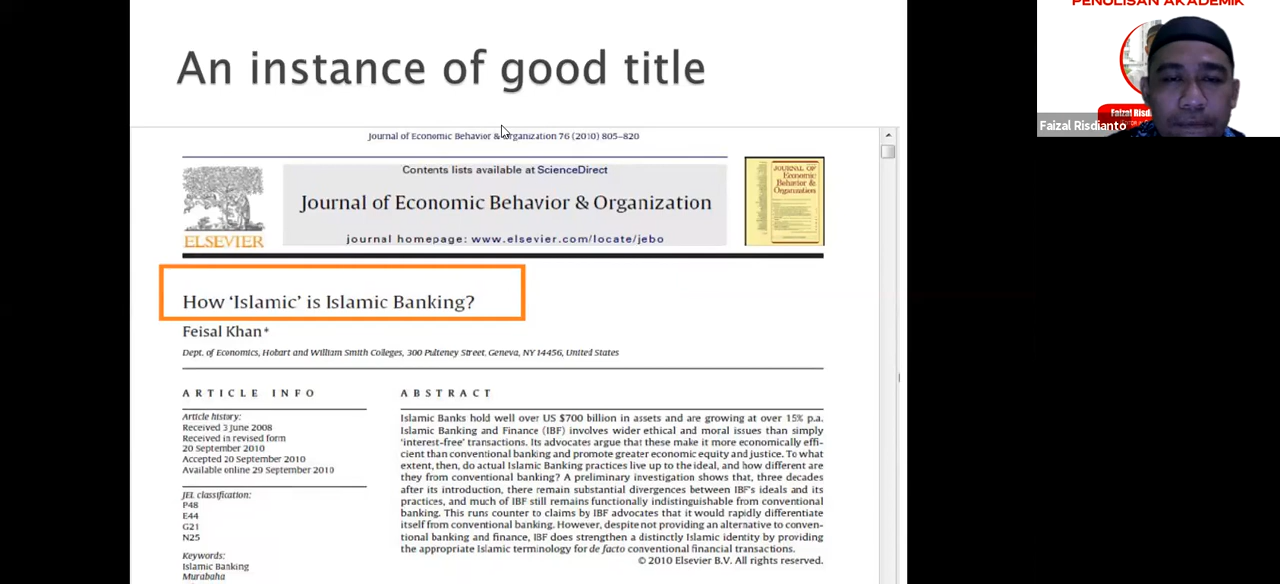 PENULISAN AKADEMIK
An instance of good title
Faizal Risdianto
Journal of Economic Behavior & Organization 76 (2010) 805–820
Contents lists available at ScienceDirect
Journal of Economic Behavior & Organization
journal homepage: www.elsevier.com/locate/jebo
ELSEVIER
JOURNAL OF
Economic
Behavior &
Organization
How ‘Islamic’ is Islamic Banking?
Feisal Khan*
Dept. of Economics, Hobart and William Smith Colleges, 300 Pulteney Street, Geneva, NY 14456, United States
ARTICLE INFO
Article history:
Received 3 June 2008
Received in revised form
20 September 2010
Accepted 20 September 2010
Available online 29 September 2010
JEL classification:
P48
E44
G21
N25
Keywords:
Islamic Banking
Murabaha
ABSTRACT
Islamic Banks hold well over US $700 billion in assets and are growing at over 15% p.a.
Islamic Banking and Finance (IBF) involves wider ethical and moral issues than simply
‘interest-free’ transactions. Its advocates argue that these make it more economically effi-
cient than conventional banking and promote greater economic equity and justice. To what
extent, then, do actual Islamic Banking practices live up to the ideal, and how different are
they from conventional banking? A preliminary investigation shows that, three decades
after its introduction, there remain substantial divergences between IBF's ideals and its
practices, and much of IBF still remains functionally indistinguishable from conventional
banking. This runs counter to claims by IBF advocates that it would rapidly differentiate
itself from conventional banking. However, despite not providing an alternative to conven-
tional banking and finance, IBF does strengthen a distinctly Islamic identity by providing
the appropriate Islamic terminology for de facto conventional financial transactions.
© 2010 Elsevier B.V. All rights reserved.